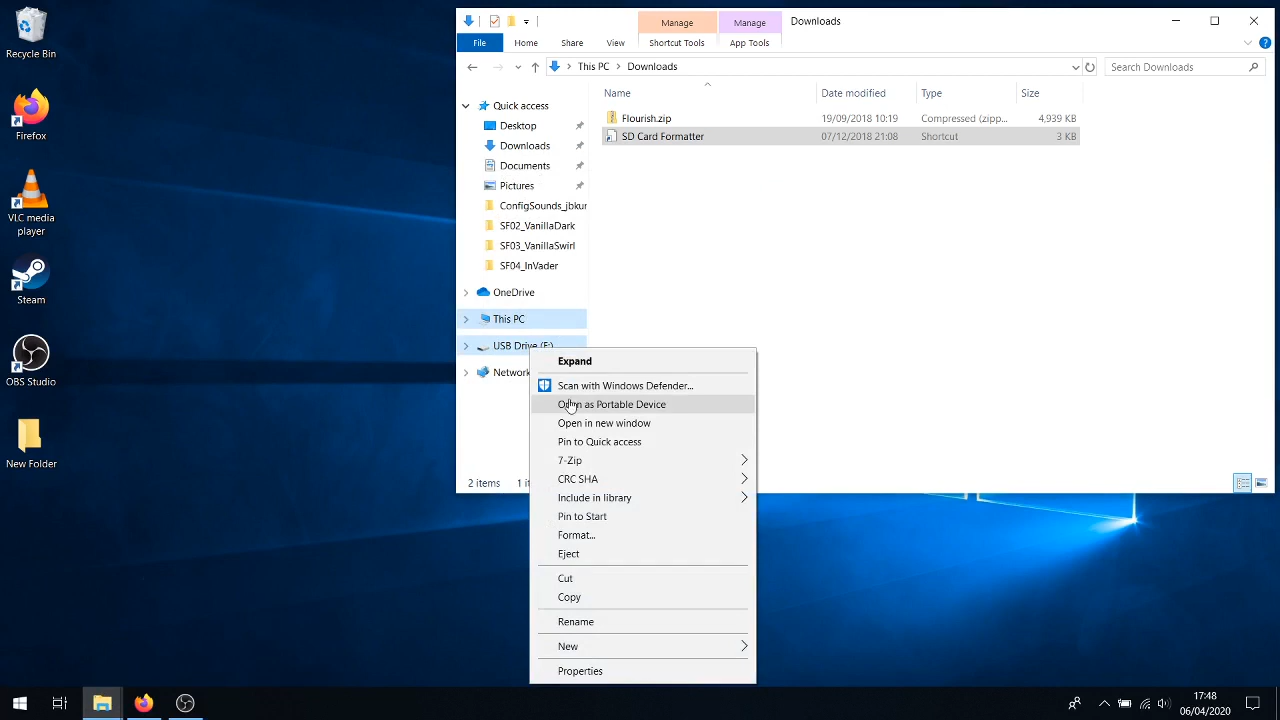 Recycle Bin
Firefox
VLC media
player
Steam
OBS Studio
New Folder
Manage
Manage
Downloads
File
Home
Share
View
Shortcut Tools
App Tools
This PC
Downloads
Search Downloads
Name
Date modified
Type
Size
Quick access
Desktop
Downloads
Documents
Pictures
ConfigSounds_jbkur
SF02_VanillaDark
SF03_VanillaSwirl
SF04_InVader
OneDrive
This PC
USB Drive (F:)
Network
Flourish.zip
19/09/2018 10:19
Compressed (zipp...
4,939 KB
SD Card Formatter
07/12/2018 21:08
Shortcut
3 KB
2 items
Expand
Scan with Windows Defender...
Open as Portable Device
Open in new window
Pin to Quick access
7-Zip
CRC SHA
Include in library
Pin to Start
Format...
Eject
Cut
Copy
Rename
New
Properties
17:48
06/04/2020